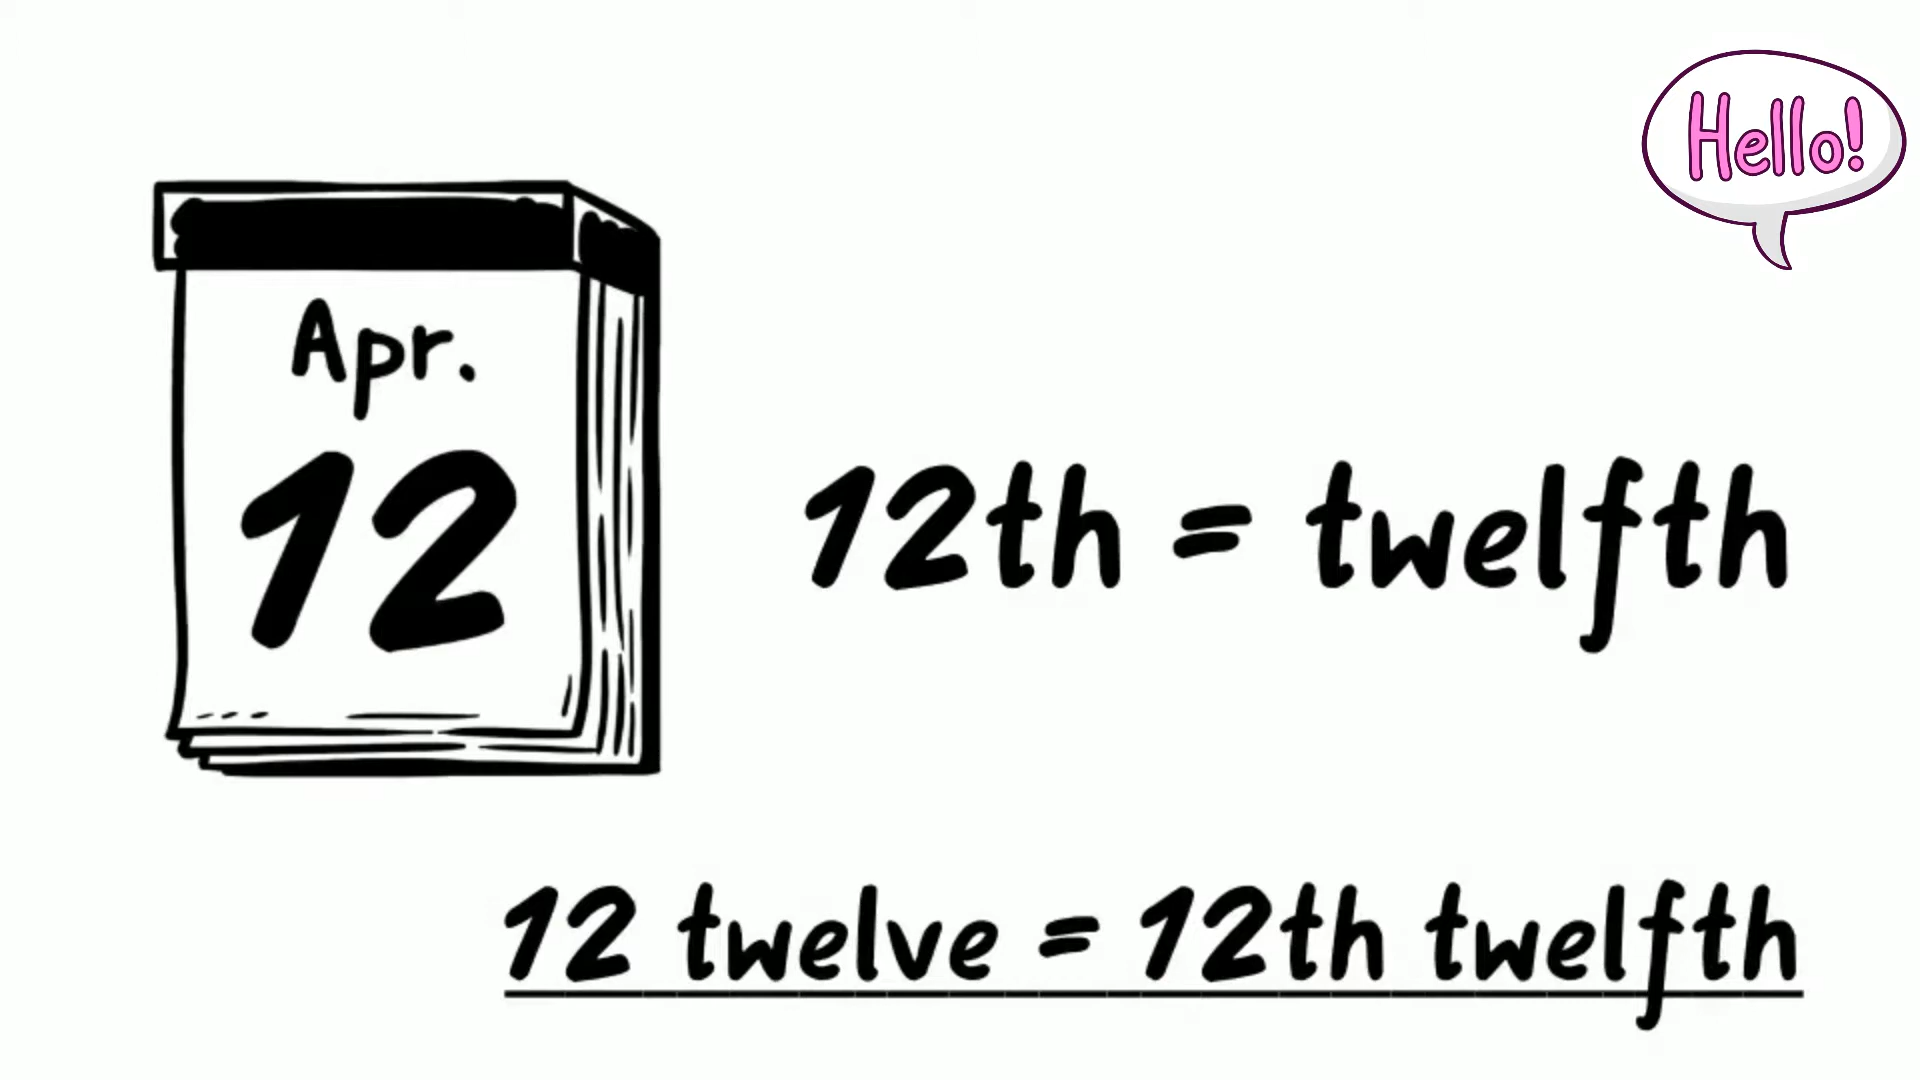 Hello!
Apr.
12
12th = twelfth
12 twelve = 12th twelfth